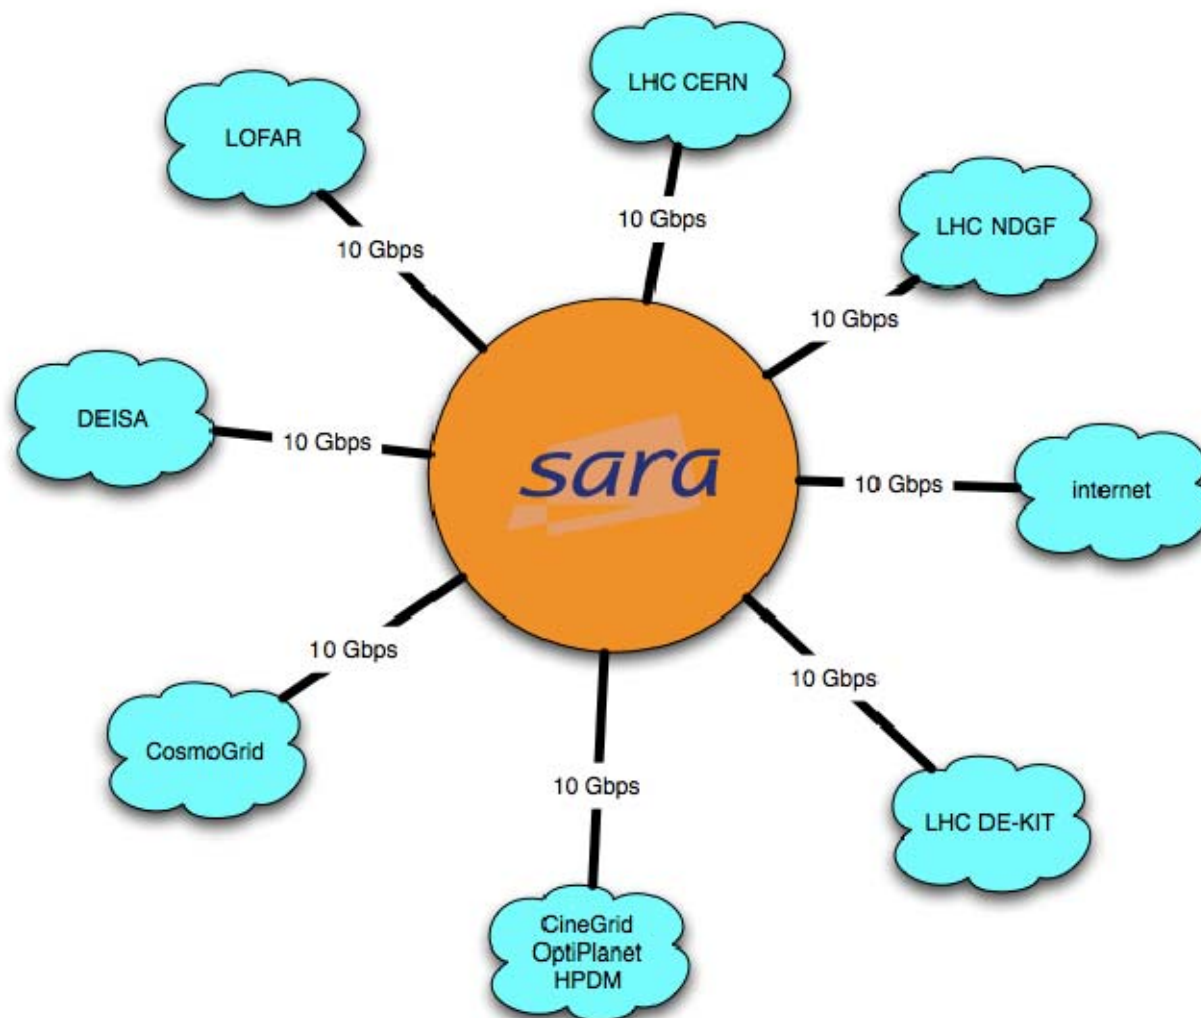 LHC CERN
LOFAR
10 Gbps
LHC NDGF
10 Gbps
10 Gbps
DEISA
10 Gbps
sara
10 Gbps
internet
10 Gbps
10 Gbps
CosmoGrid
10 Gbps
LHC DE-KIT
CineGrid
OptiPlanet
HPDM